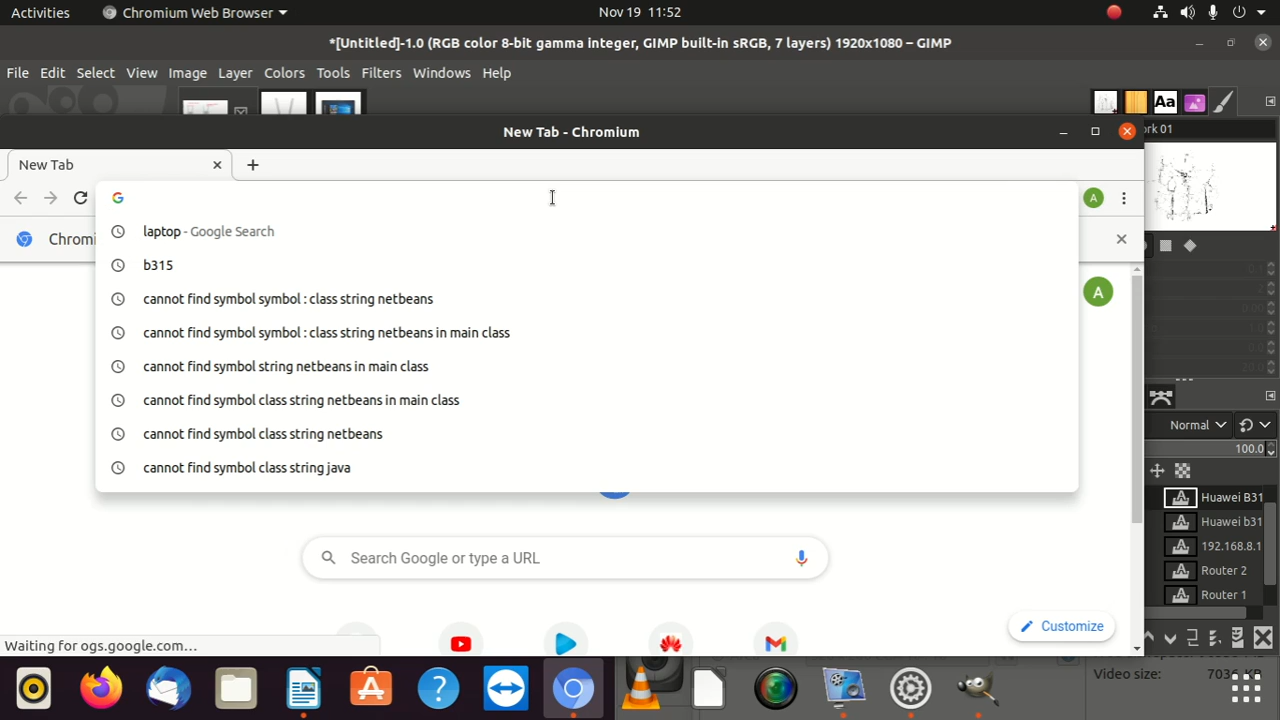 Activities
Chromium Web Browser
Nov 19 11:52
*[Untitled]-1.0 (RGB color 8-bit gamma integer, GIMP built-in sRGB, 7 layers) 1920x1080 – GIMP
File Edit Select View Image Layer Colors Tools Filters Windows Help
Aa
New Tab - Chromium
New Tab
A
laptop - Google Search
b315
cannot find symbol symbol : class string netbeans
cannot find symbol symbol : class string netbeans in main class
cannot find symbol string netbeans in main class
cannot find symbol class string netbeans in main class
cannot find symbol class string netbeans
cannot find symbol class string java
Chromi
A
Search Google or type a URL
Customize
Waiting for ogs.google.com...
rk 01
Normal
100.0
Huawei B31
Huawei b31
192.168.8.1
Router 2
Router 1
Video size: 7036 KB